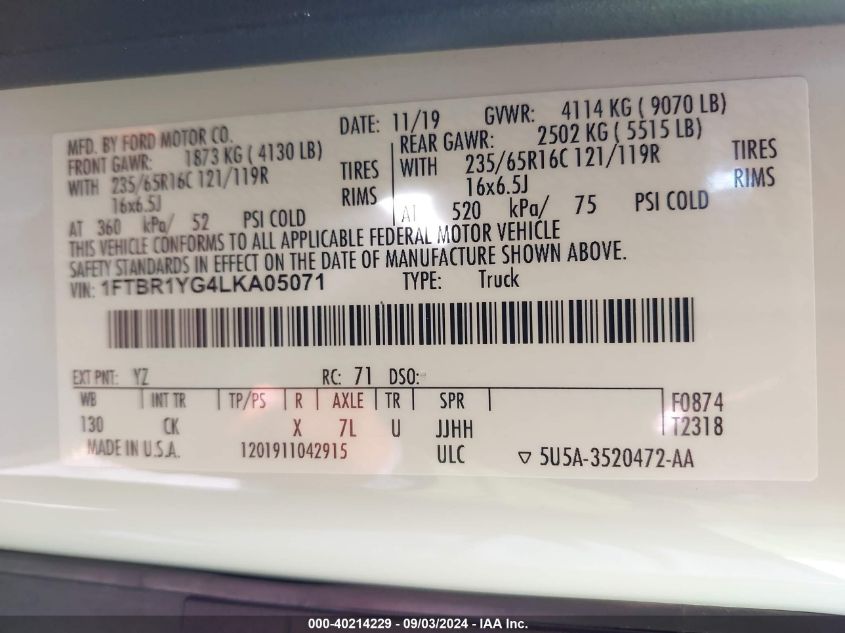 MFD. BY FORD MOTOR CO. DATE: 11/19 GVWR: 4114 KG ( 9070 LB)
FRONT GAWR: 1873 KG ( 4130 LB) REAR GAWR: 2502 KG ( 5515 LB)
WITH 235/65R16C 121/119R TIRES WITH 235/65R16C 121/119R TIRES
16x6.5J RIMS 16x6.5J RIMS
AT 360 kPa/ 52 PSI COLD AT 520 kPa/ 75 PSI COLD
THIS VEHICLE CONFORMS TO ALL APPLICABLE FEDERAL MOTOR VEHICLE
SAFETY STANDARDS IN EFFECT ON THE DATE OF MANUFACTURE SHOWN ABOVE.
VIN: 1FTBR1YG4LKA05071 TYPE: Truck
EXT PNT: YZ RC: 71 DSO:
WB INT TR TP/PS R AXLE TR SPR F0874
130 CK X 7L U JJHH T2318
MADE IN U.S.A. 1201911042915 ULC ▽ 5U5A-3520472-AA
000-40214229 - 09/03/2024 - IAA Inc.